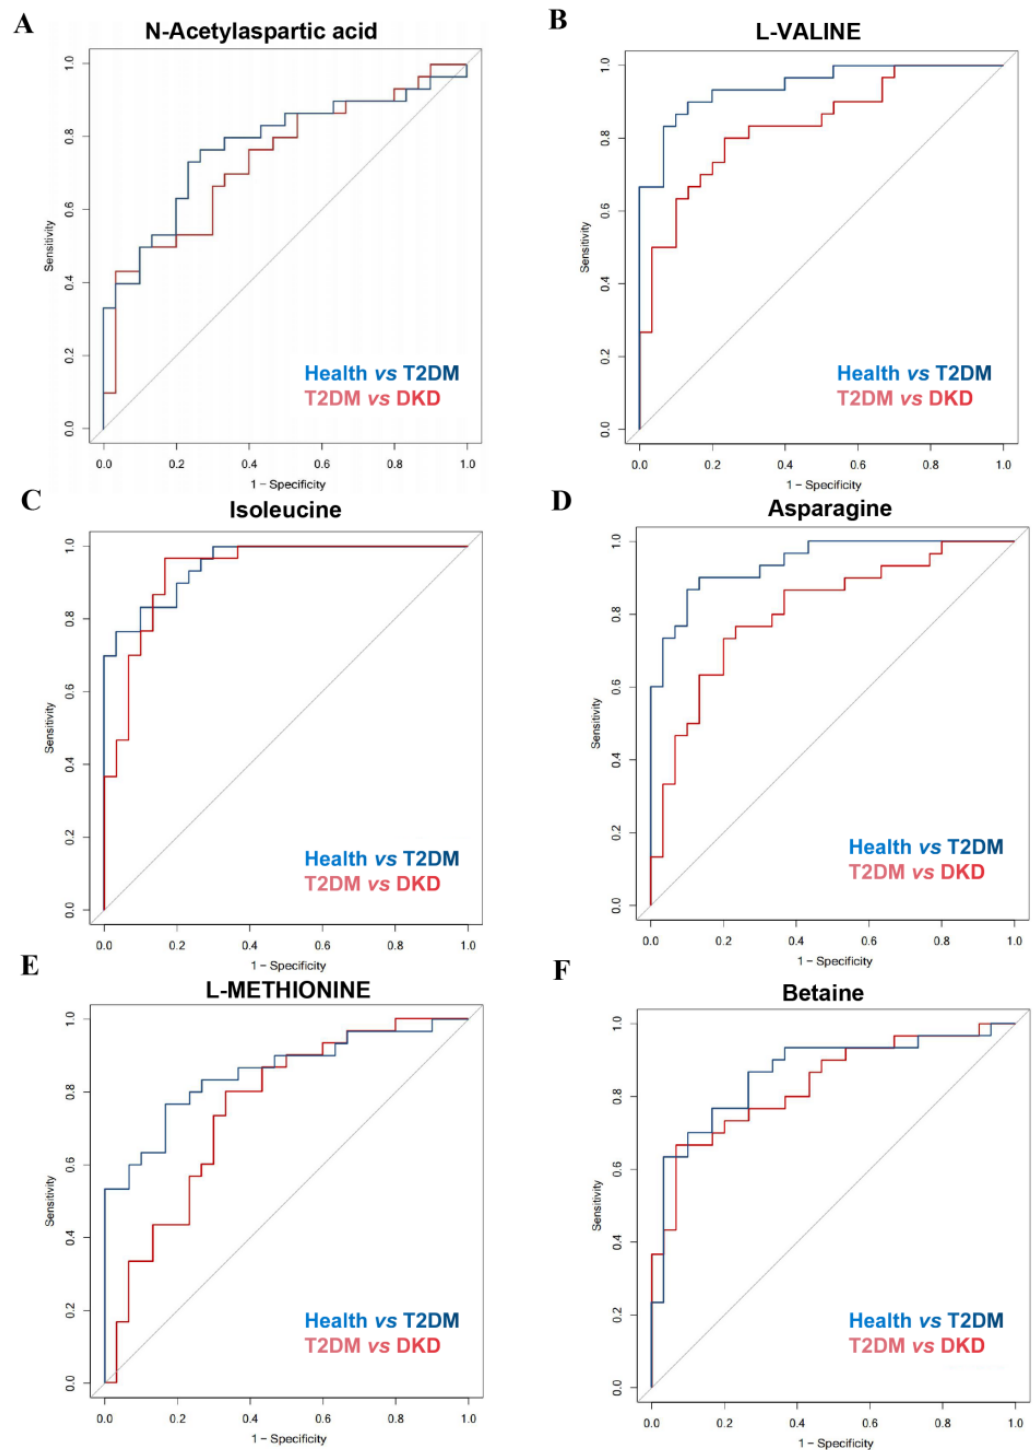 A
N-Acetylaspartic acid
Sensitivity
1.0
0.8
0.6
0.4
0.2
0.0
Health vs T2DM
T2DM vs DKD
0.0 0.2 0.4 0.6 0.8 1.0
1 − Specificity
B
L-VALINE
Sensitivity
1.0
0.8
0.6
0.4
0.2
0.0
Health vs T2DM
T2DM vs DKD
0.0 0.2 0.4 0.6 0.8 1.0
1 − Specificity
C
Isoleucine
Sensitivity
1.0
0.8
0.6
0.4
0.2
0.0
Health vs T2DM
T2DM vs DKD
0.0 0.2 0.4 0.6 0.8 1.0
1 − Specificity
D
Asparagine
Sensitivity
1.0
0.8
0.6
0.4
0.2
0.0
Health vs T2DM
T2DM vs DKD
0.0 0.2 0.4 0.6 0.8 1.0
1 − Specificity
E
L-METHIONINE
Sensitivity
1.0
0.8
0.6
0.4
0.2
0.0
Health vs T2DM
T2DM vs DKD
0.0 0.2 0.4 0.6 0.8 1.0
1 − Specificity
F
Betaine
Sensitivity
1.0
0.8
0.6
0.4
0.2
0.0
Health vs T2DM
T2DM vs DKD
0.0 0.2 0.4 0.6 0.8 1.0
1 − Specificity